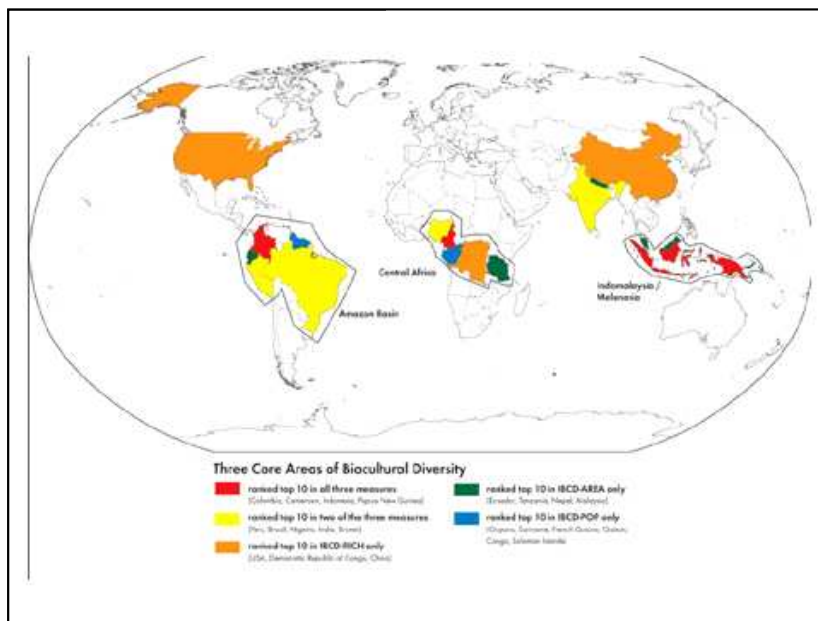 Central Africa
Indomalaysia /
Melanesia
Amazon Basin
Three Core Areas of Biocultural Diversity
ranked top 10 in all three measures
(Colombia, Cameroon, Indonesia, Papua New Guinea)
ranked top 10 in two of the three measures
(Peru, Brazil, Nigeria, India, Brunei)
ranked top 10 in IBCD-RICH only
(USA, Democratic Republic of Congo, China)
ranked top 10 in IBCD-AREA only
(Ecuador, Tanzania, Nepal, Malaysia)
ranked top 10 in IBCD-POP only
(Guyana, Suriname, French Guiana, Gabon,
Congo, Solomon Islands)